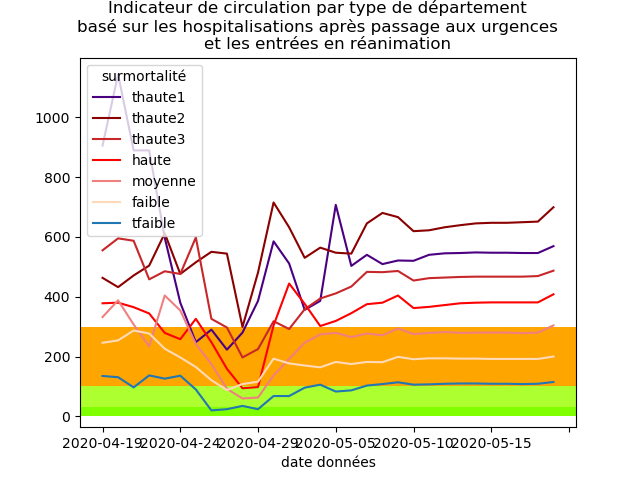 Indicateur de circulation par type de département
basé sur les hospitalisations après passage aux urgences
et les entrées en réanimation
surmortalité
thaute1
thaute2
thaute3
haute
moyenne
faible
tfaible
1000
800
600
400
200
0
2020-04-19 2020-04-24 2020-04-29 2020-05-05 2020-05-10 2020-05-15
date données